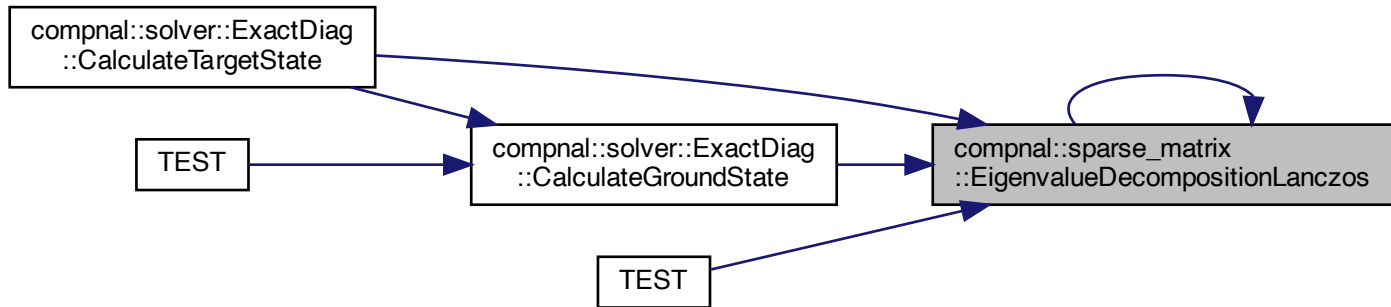 compnal::solver::ExactDiag
::CalculateTargetState
TEST
compnal::solver::ExactDiag
::CalculateGroundState
compnal::sparse_matrix
::EigenvalueDecompositionLanczos
TEST